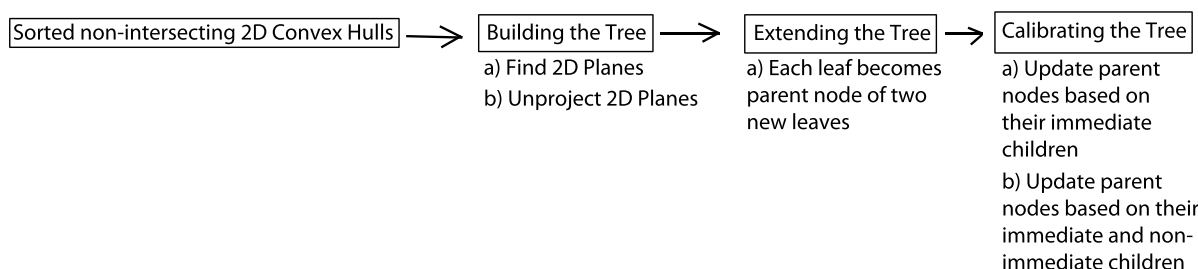 Sorted non-intersecting 2D Convex Hulls
Building the Tree
a) Find 2D Planes
b) Unproject 2D Planes
Extending the Tree
a) Each leaf becomes
parent node of two
new leaves
Calibrating the Tree
a) Update parent
nodes based on
their immediate
children
b) Update parent
nodes based on their
immediate and non-
immediate children